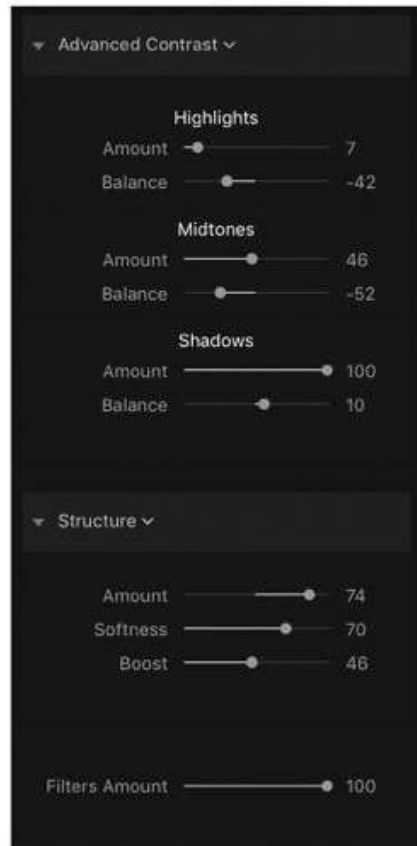 Advanced Contrast
Highlights
Amount 7
Balance -42
Midtones
Amount 46
Balance -52
Shadows
Amount 100
Balance 10
Structure
Amount 74
Softness 70
Boost 46
Filters Amount 100